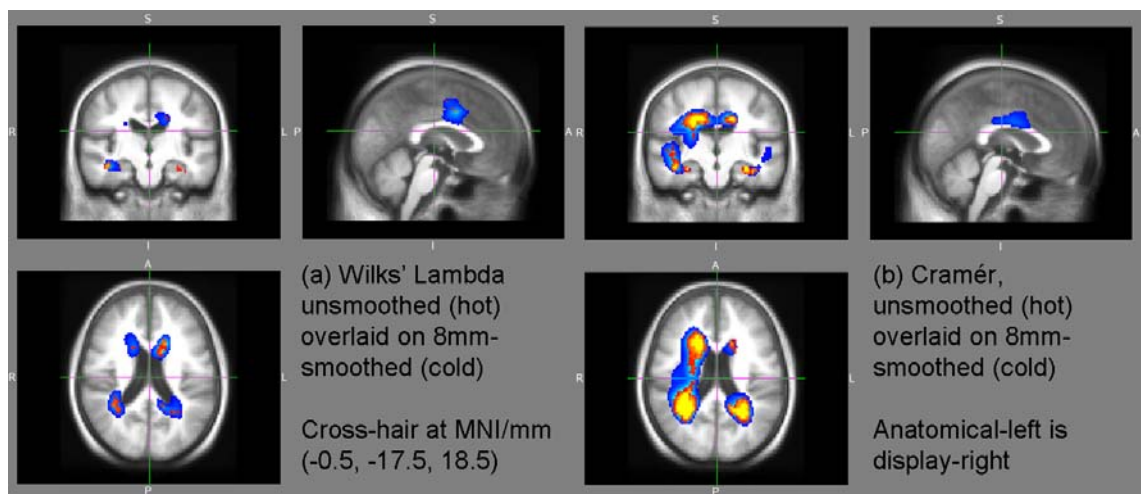 S
S
S
S
R
L
P
A
R
L
P
A
I
I
I
I
A
(a) Wilks' Lambda
unsmoothed (hot)
overlaid on 8mm-
smoothed (cold)
Cross-hair at MNI/mm
(-0.5, -17.5, 18.5)
R
L
P
A
(b) Cramér,
unsmoothed (hot)
overlaid on 8mm-
smoothed (cold)
Anatomical-left is
display-right
R
L
P